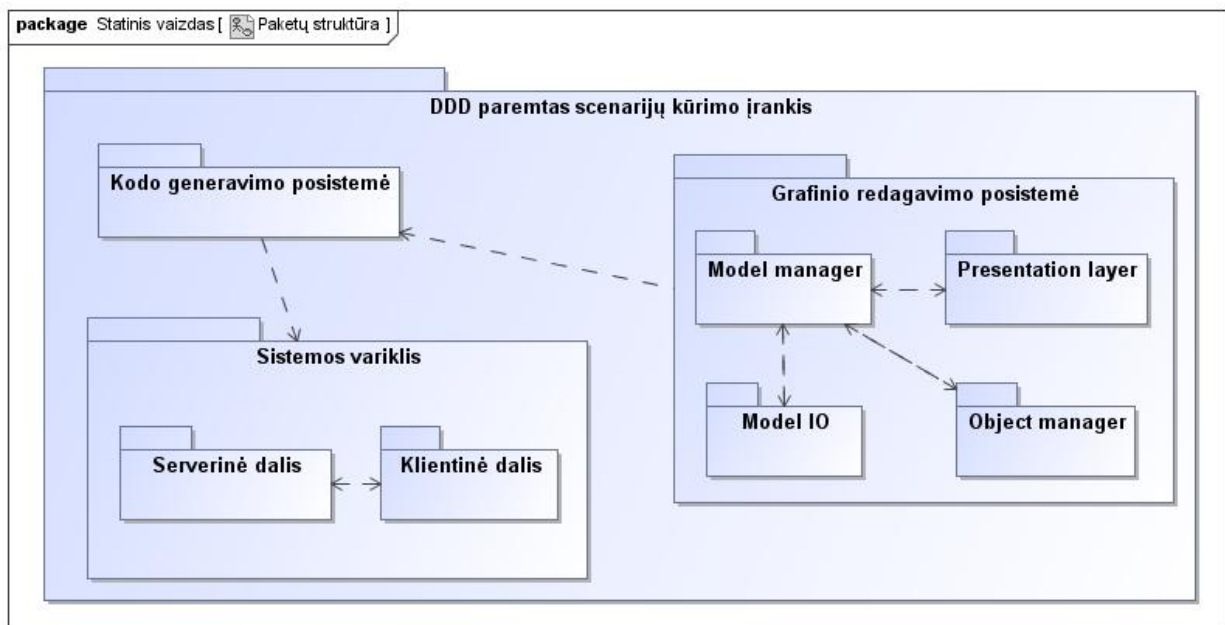 package Statinis vaizdas [ Paketų struktūra ]
DDD paremtas scenarijų kūrimo įrankis
Kodo generavimo posistemė
Grafinio redagavimo posistemė
Model manager
Presentation layer
Sistemos variklis
Model IO
Object manager
Serverinė dalis
Klientinė dalis